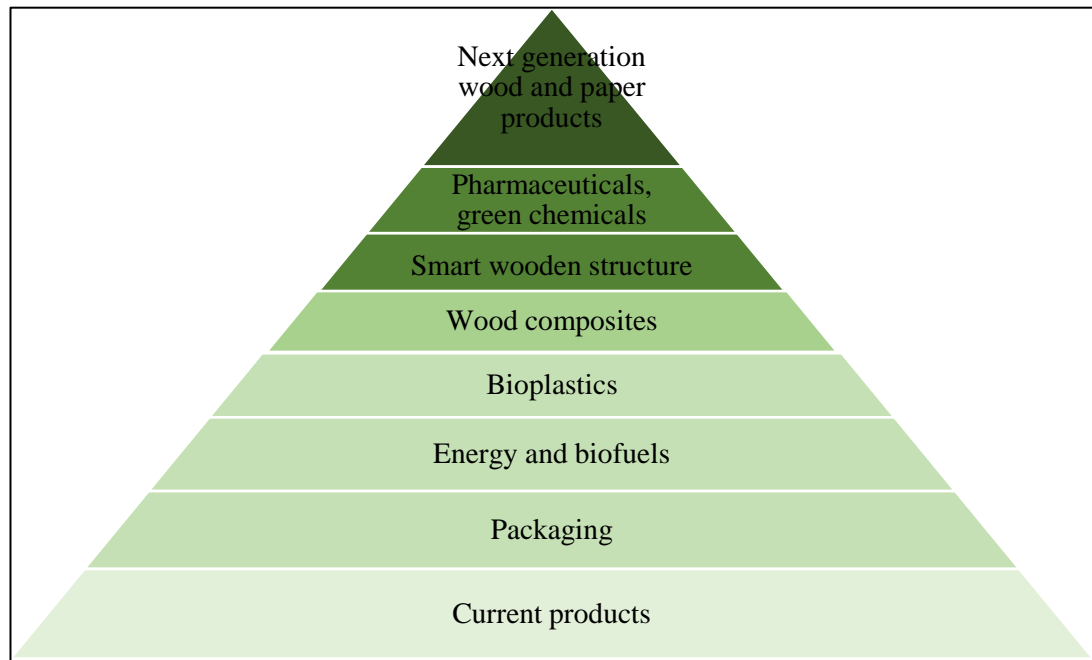 Next generation
wood and paper
products
Pharmaceuticals,
green chemicals
Smart wooden structure
Wood composites
Bioplastics
Energy and biofuels
Packaging
Current products